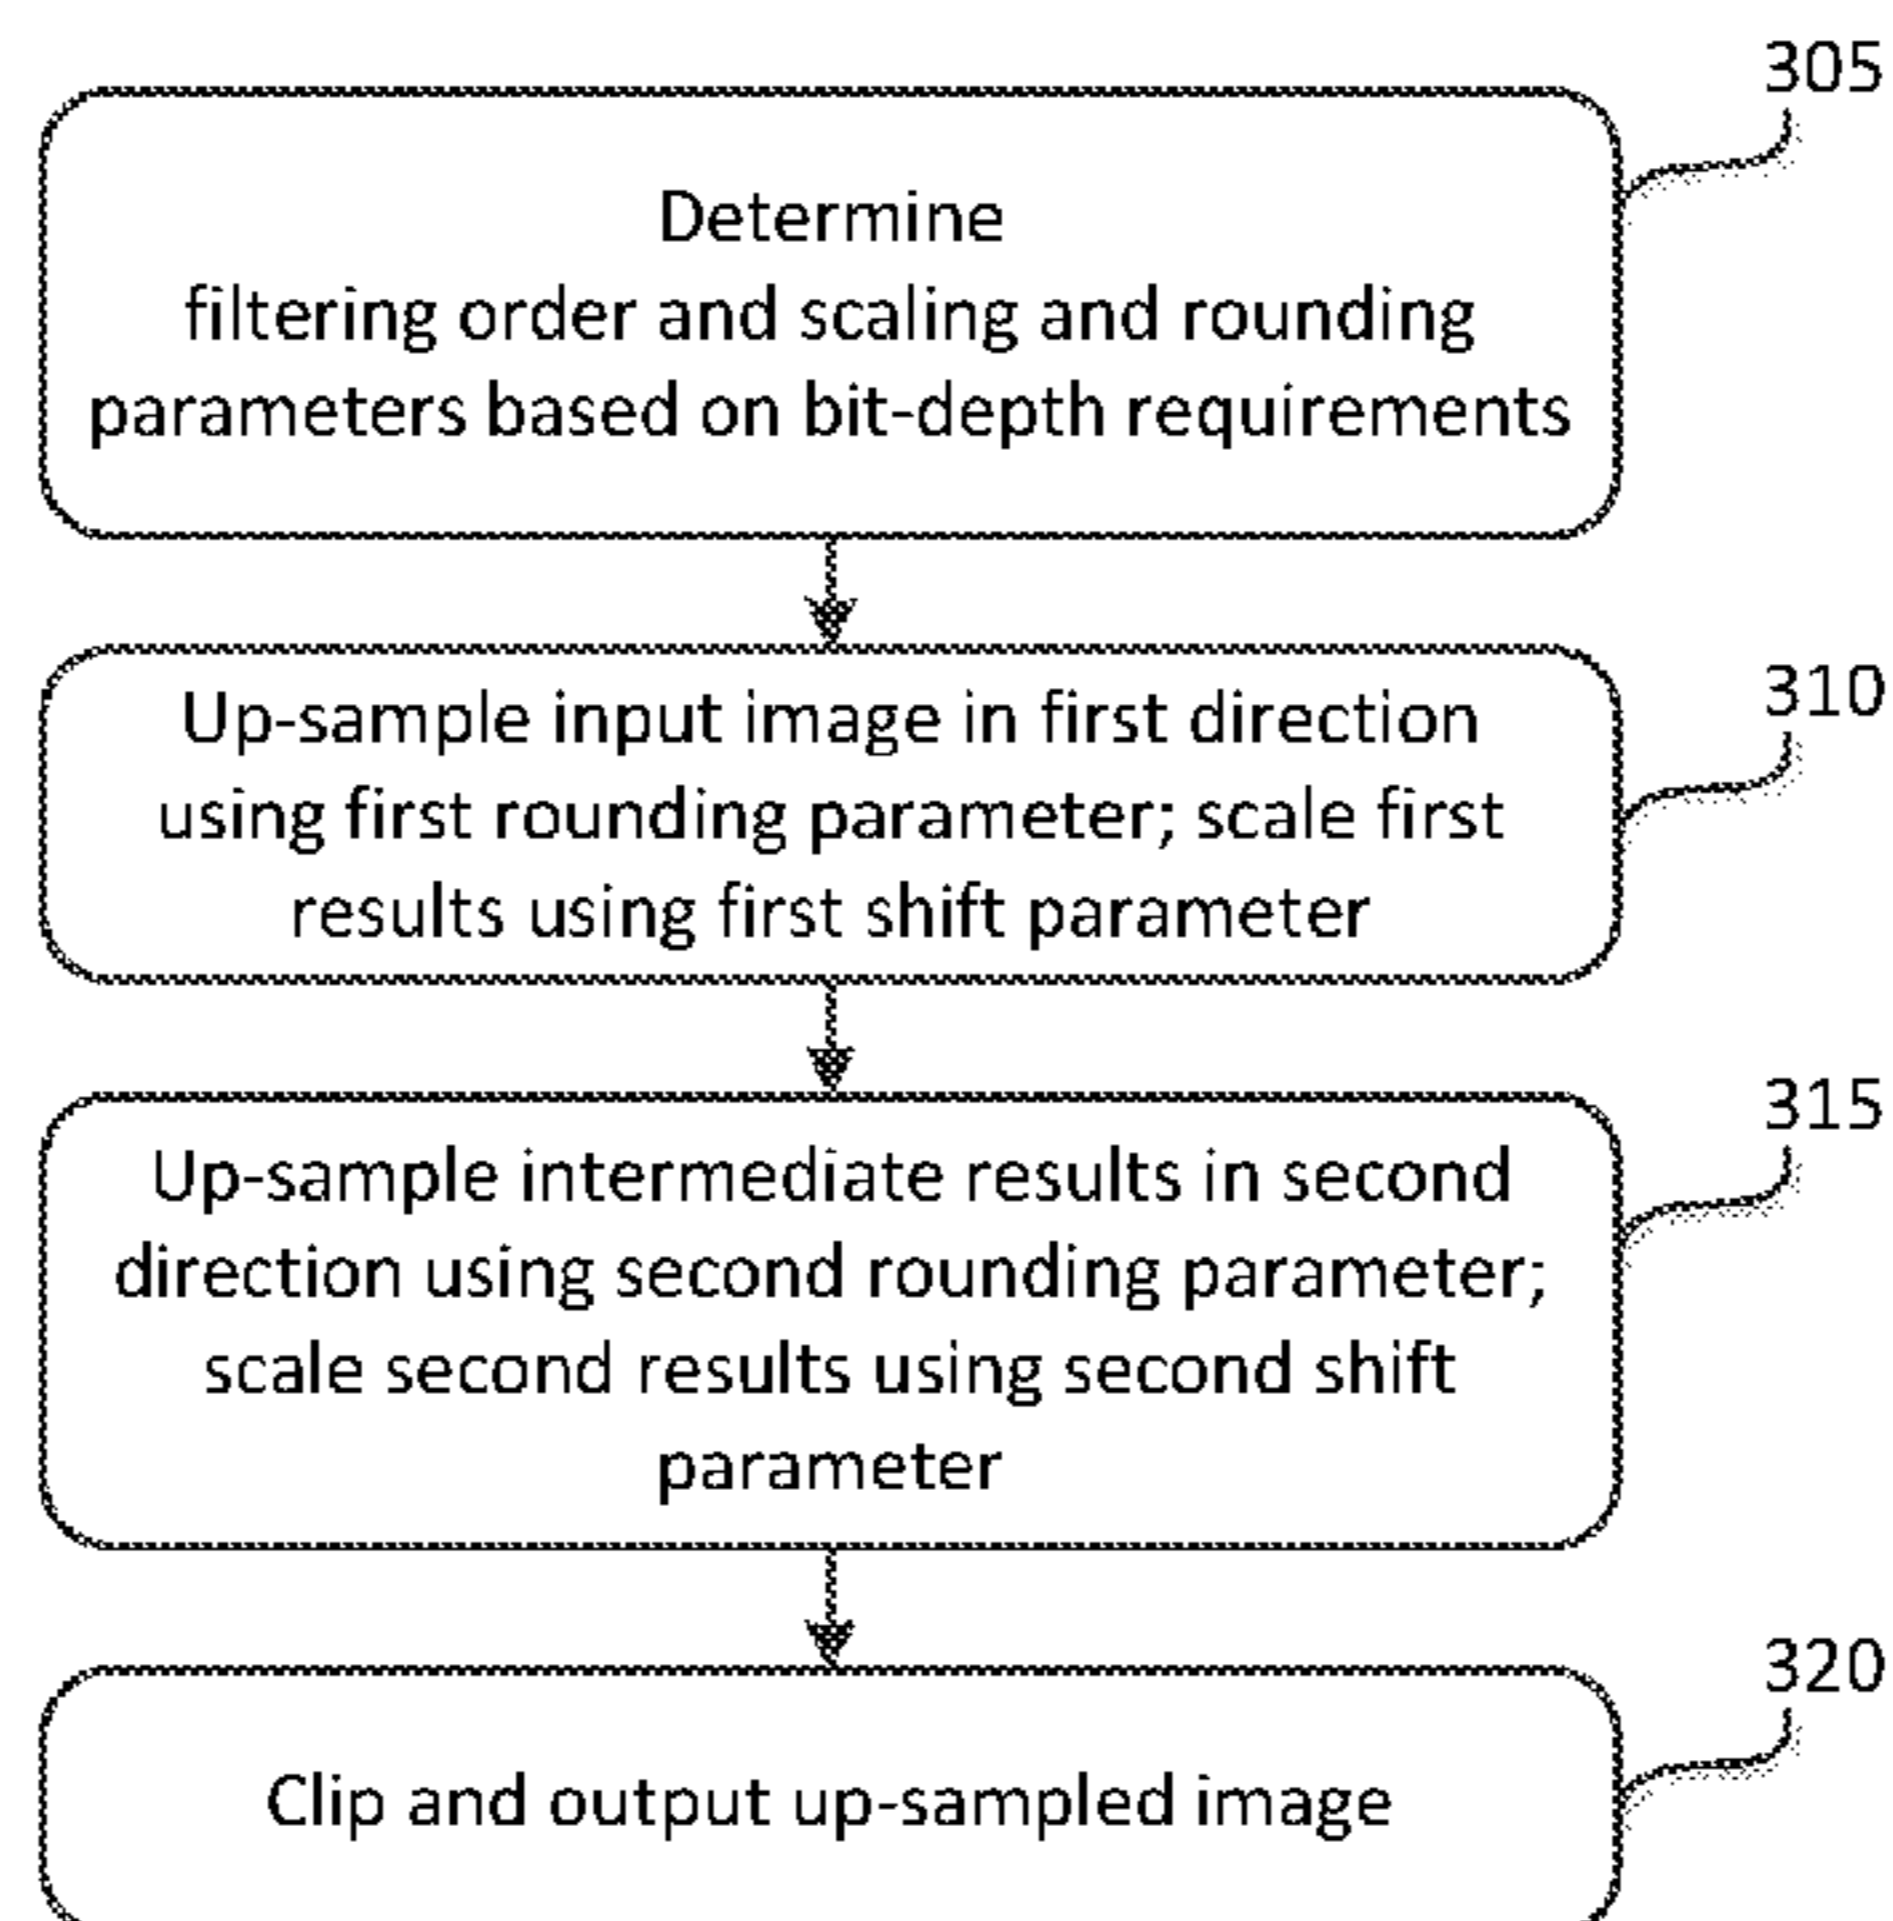 305
Determine
filtering order and scaling and rounding
parameters based on bit-depth requirements
310
Up-sample input image in first direction
using first rounding parameter; scale first
results using first shift parameter
315
Up-sample intermediate results in second
direction using second rounding parameter;
scale second results using second shift
parameter
320
Clip and output up-sampled image